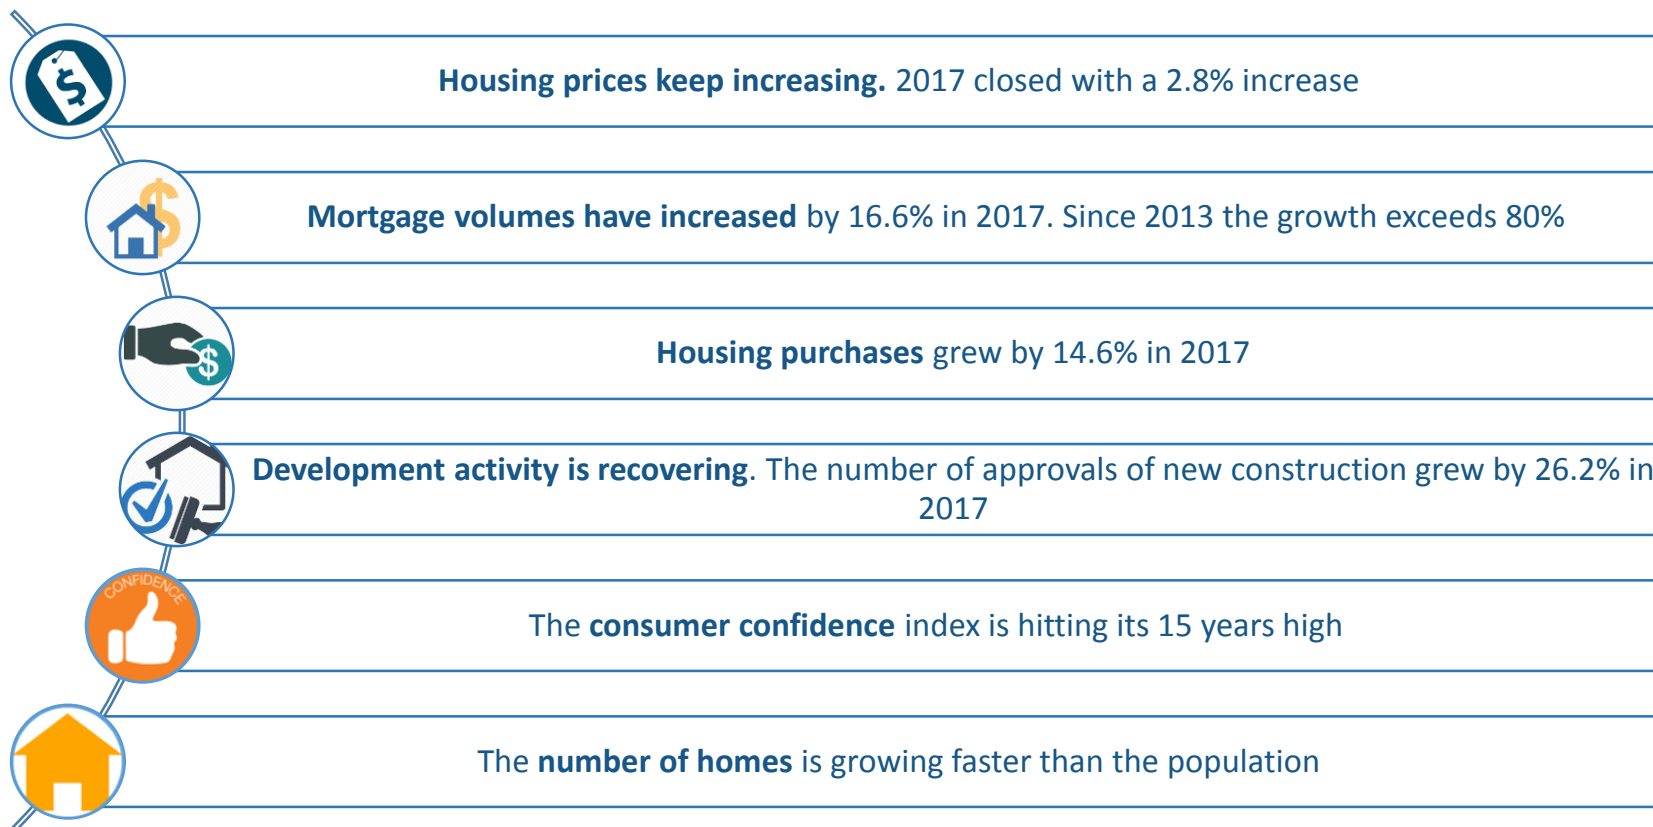 Housing prices keep increasing. 2017 closed with a 2.8% increase
Mortgage volumes have increased by 16.6% in 2017. Since 2013 the growth exceeds 80%
Housing purchases grew by 14.6% in 2017
Development activity is recovering. The number of approvals of new construction grew by 26.2% in
2017
CONFIDENCE
The consumer confidence index is hitting its 15 years high
The number of homes is growing faster than the population